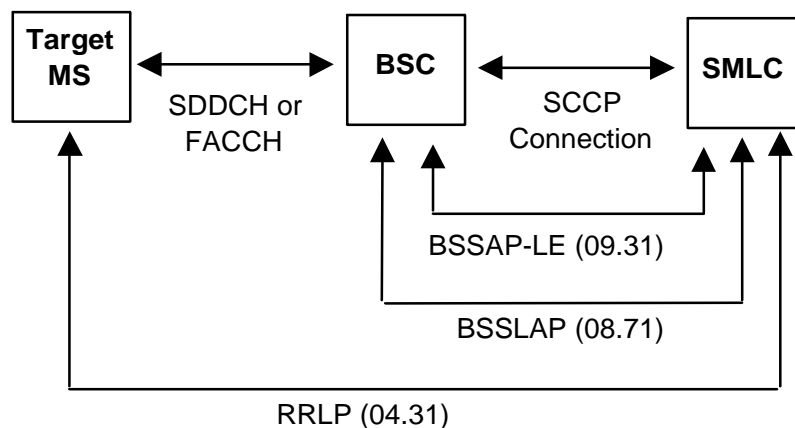 Target
MS
BSC
SMLC
SDDCH or
FACCH
SCCP
Connection
BSSAP-LE (09.31)
BSSLAP (08.71)
RRLP (04.31)